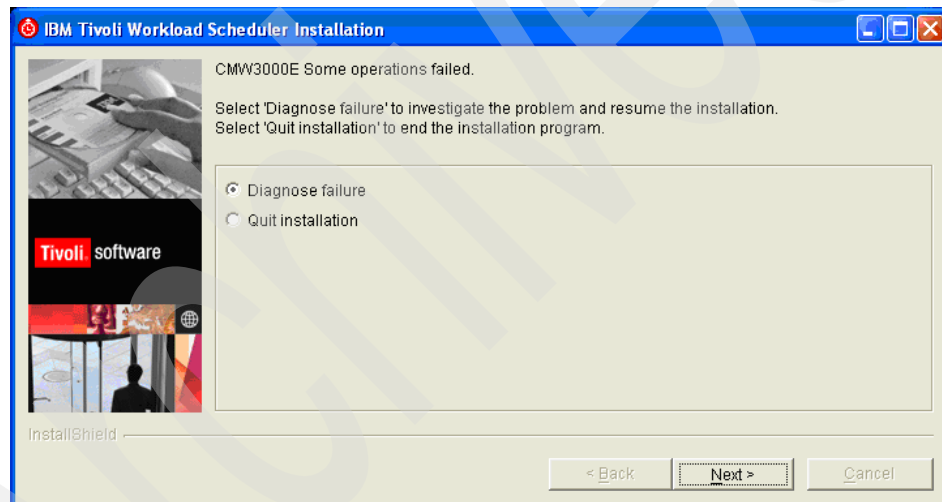 IBM Tivoli Workload Scheduler Installation
CMW3000E Some operations failed.
Select 'Diagnose failure' to investigate the problem and resume the installation.
Select 'Quit installation' to end the installation program.
Diagnose failure
Quit installation
Tivoli. software
InstallShield
< Back
Next >
Cancel